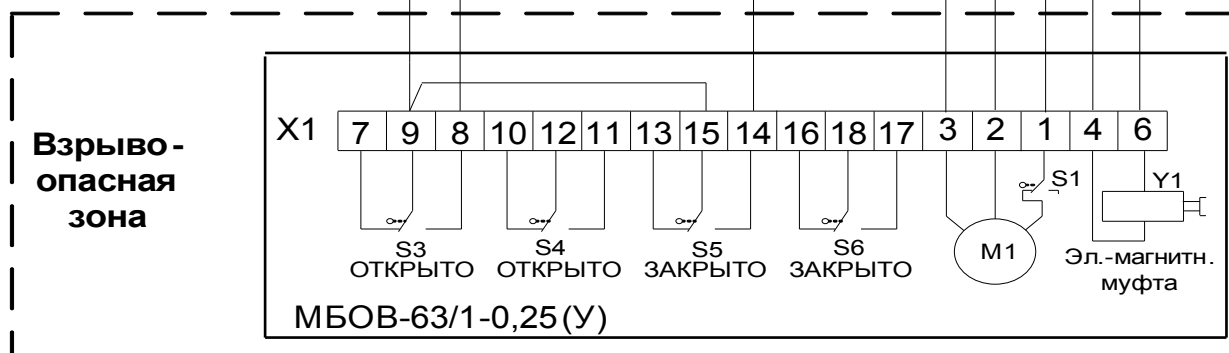 X1 7 9 8 10 12 11 13 15 14 16 18 17 3 2 1 4 6
Взрыво-
опасная
зона
S1 Y1
S3 S4 S5 S6 M1
ОТКРЫТО ОТКРЫТО ЗАКРЫТО ЗАКРЫТО
Эл.-магнитн.
муфта
МБОВ-63/1-0,25(У)